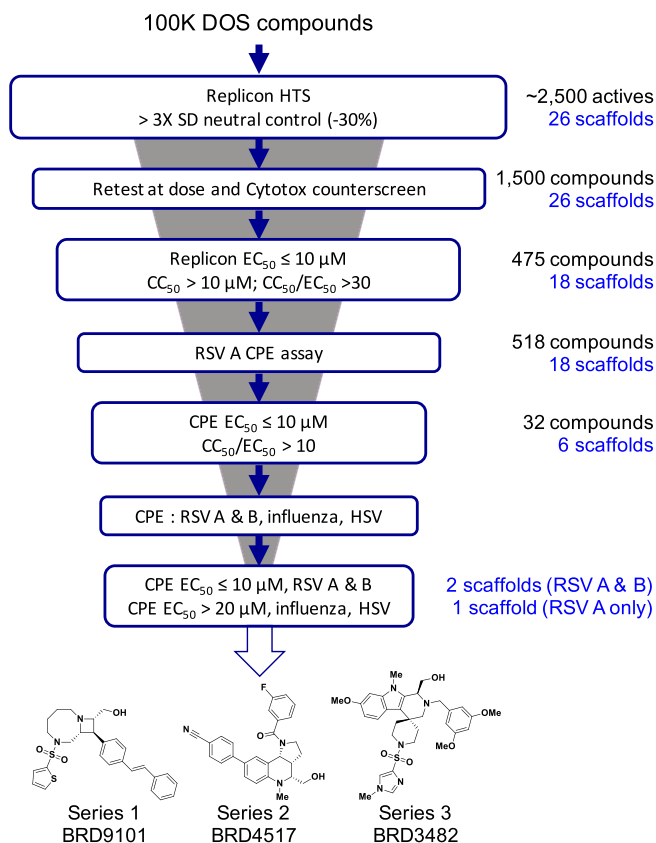 100K DOS compounds
Replicon HTS
> 3X SD neutral control (-30%)
~2,500 actives
26 scaffolds
Retest at dose and Cytotox counterscreen
1,500 compounds
26 scaffolds
Replicon EC50 ≤ 10 µM
CC50 > 10 µM; CC50/EC50 >30
475 compounds
18 scaffolds
RSV A CPE assay
518 compounds
18 scaffolds
CPE EC50 ≤ 10 µM
CC50/EC50 > 10
32 compounds
6 scaffolds
CPE : RSV A & B, influenza, HSV
CPE EC50 ≤ 10 µM, RSV A & B
CPE EC50 > 20 µM, influenza, HSV
2 scaffolds (RSV A & B)
1 scaffold (RSV A only)
N
OH
N
O
S
O
S
F
O
N
N
N
Me
OH
Me
N
OH
MeO
N
OMe
MeO
N
O
S
O
N
N
Me
Series 1
BRD9101
Series 2
BRD4517
Series 3
BRD3482